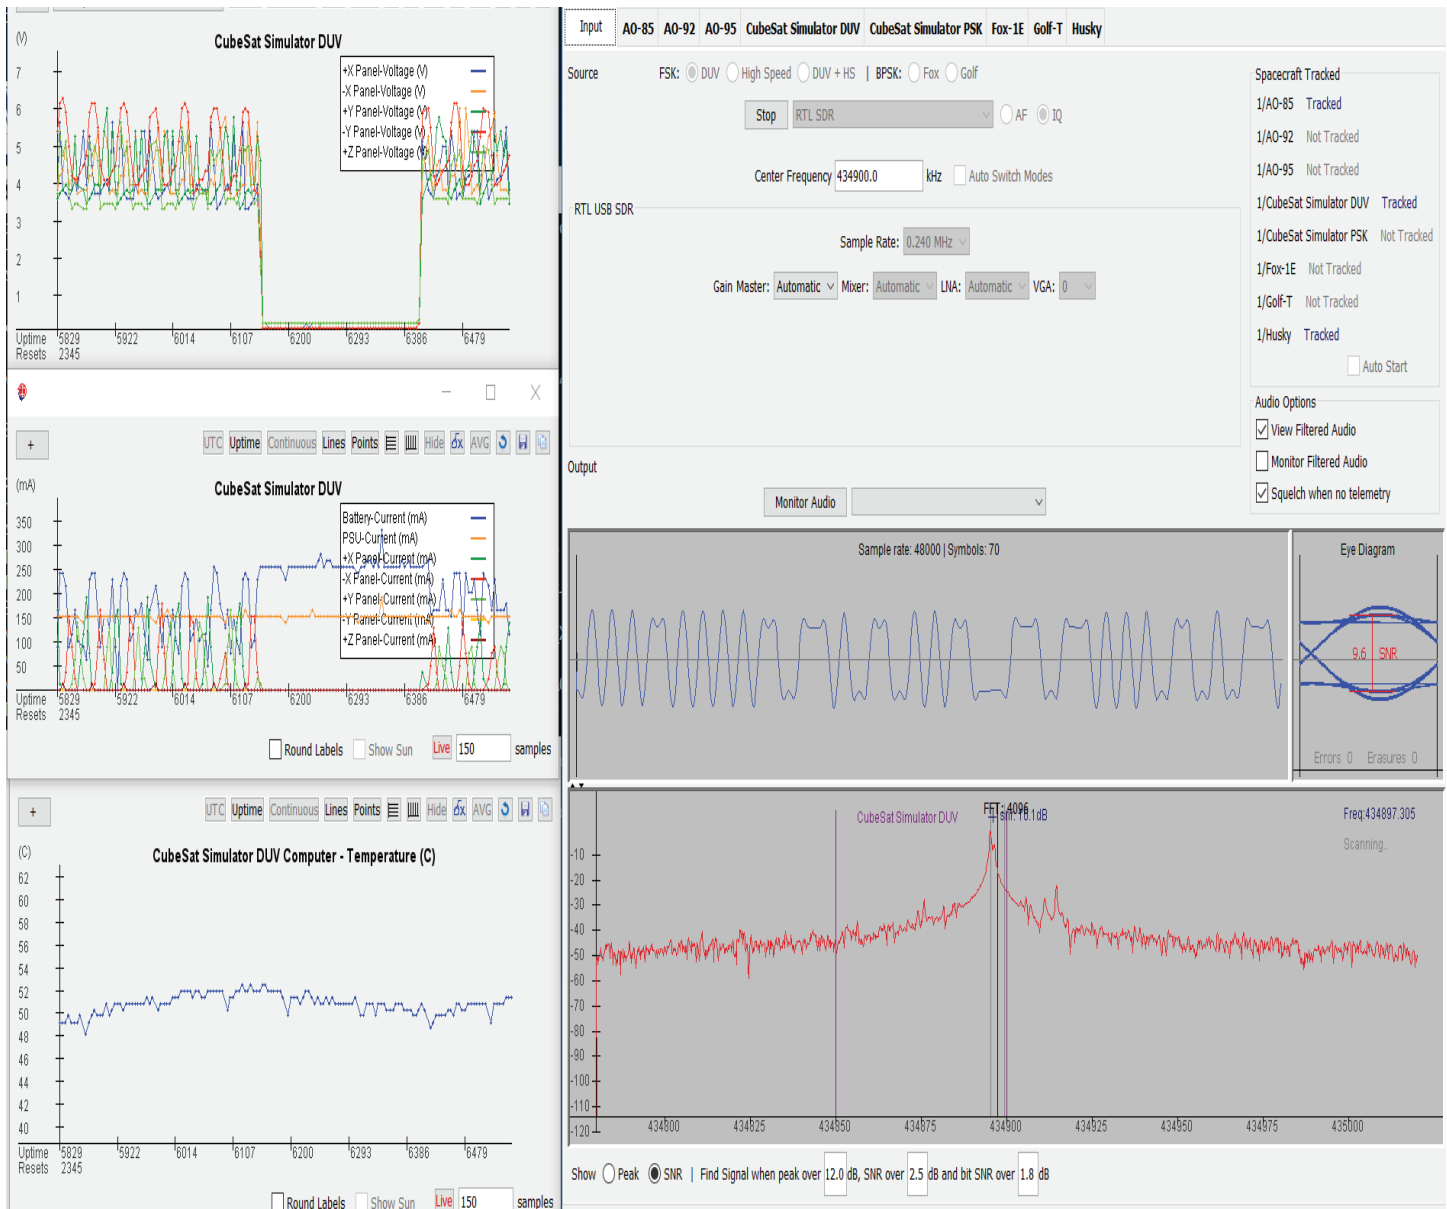 (V)
CubeSat Simulator DUV
7
6
5
4
3
2
1
+X Panel-Voltage (V)
-X Panel-Voltage (V)
+Y Panel-Voltage (V)
-Y Panel-Voltage (V)
+Z Panel-Voltage (V)
Uptime 5829 5922 6014 6107 6200 6293 6386 6479
Resets 2345
+
UTC Uptime Continuous Lines Points Hide AVG
(mA)
CubeSat Simulator DUV
350
300
250
200
150
100
50
Battery-Current (mA)
PSU-Current (mA)
+X Panel-Current (mA)
-X Panel-Current (mA)
+Y Panel-Current (mA)
-Y Panel-Current (mA)
+Z Panel-Current (mA)
Uptime 5829 5922 6014 6107 6200 6293 6386 6479
Resets 2345
Round Labels Show Sun Live 150 samples
+
UTC Uptime Continuous Lines Points Hide AVG
(C)
CubeSat Simulator DUV Computer - Temperature (C)
62
60
58
56
54
52
50
48
46
44
42
40
Uptime 5829 5922 6014 6107 6200 6293 6386 6479
Resets 2345
Round Labels Show Sun Live 150 samples
Input AO-85 AO-92 AO-95 CubeSat Simulator DUV CubeSat Simulator PSK Fox-1E Golf-T Husky
Source FSK: DUV High Speed DUV + HS | BPSK: Fox Golf
Stop RTL SDR AF IQ
Center Frequency 434900.0 kHz Auto Switch Modes
RTL USB SDR
Sample Rate: 0.240 MHz
Gain Master: Automatic Mixer: Automatic LNA: Automatic VGA: 0
Spacecraft Tracked
1/AO-85 Tracked
1/AO-92 Not Tracked
1/AO-95 Not Tracked
1/CubeSat Simulator DUV Tracked
1/CubeSat Simulator PSK Not Tracked
1/Fox-1E Not Tracked
1/Golf-T Not Tracked
1/Husky Tracked
Auto Start
Audio Options
View Filtered Audio
Monitor Filtered Audio
Squelch when no telemetry
Output
Monitor Audio
Sample rate: 48000 | Symbols: 70
Eye Diagram
9.6 SNR
Errors 0 Erasures 0
CubeSat Simulator DUV
FFT: 4096
Freq:434897.305
Scanning..
-10
-20
-30
-40
-50
-60
-70
-80
-90
-100
-110
-120
434800 434825 434850 434875 434900 434925 434950 434975 435000
Show Peak SNR | Find Signal when peak over 12.0 dB, SNR over 2.5 dB and bit SNR over 1.8 dB